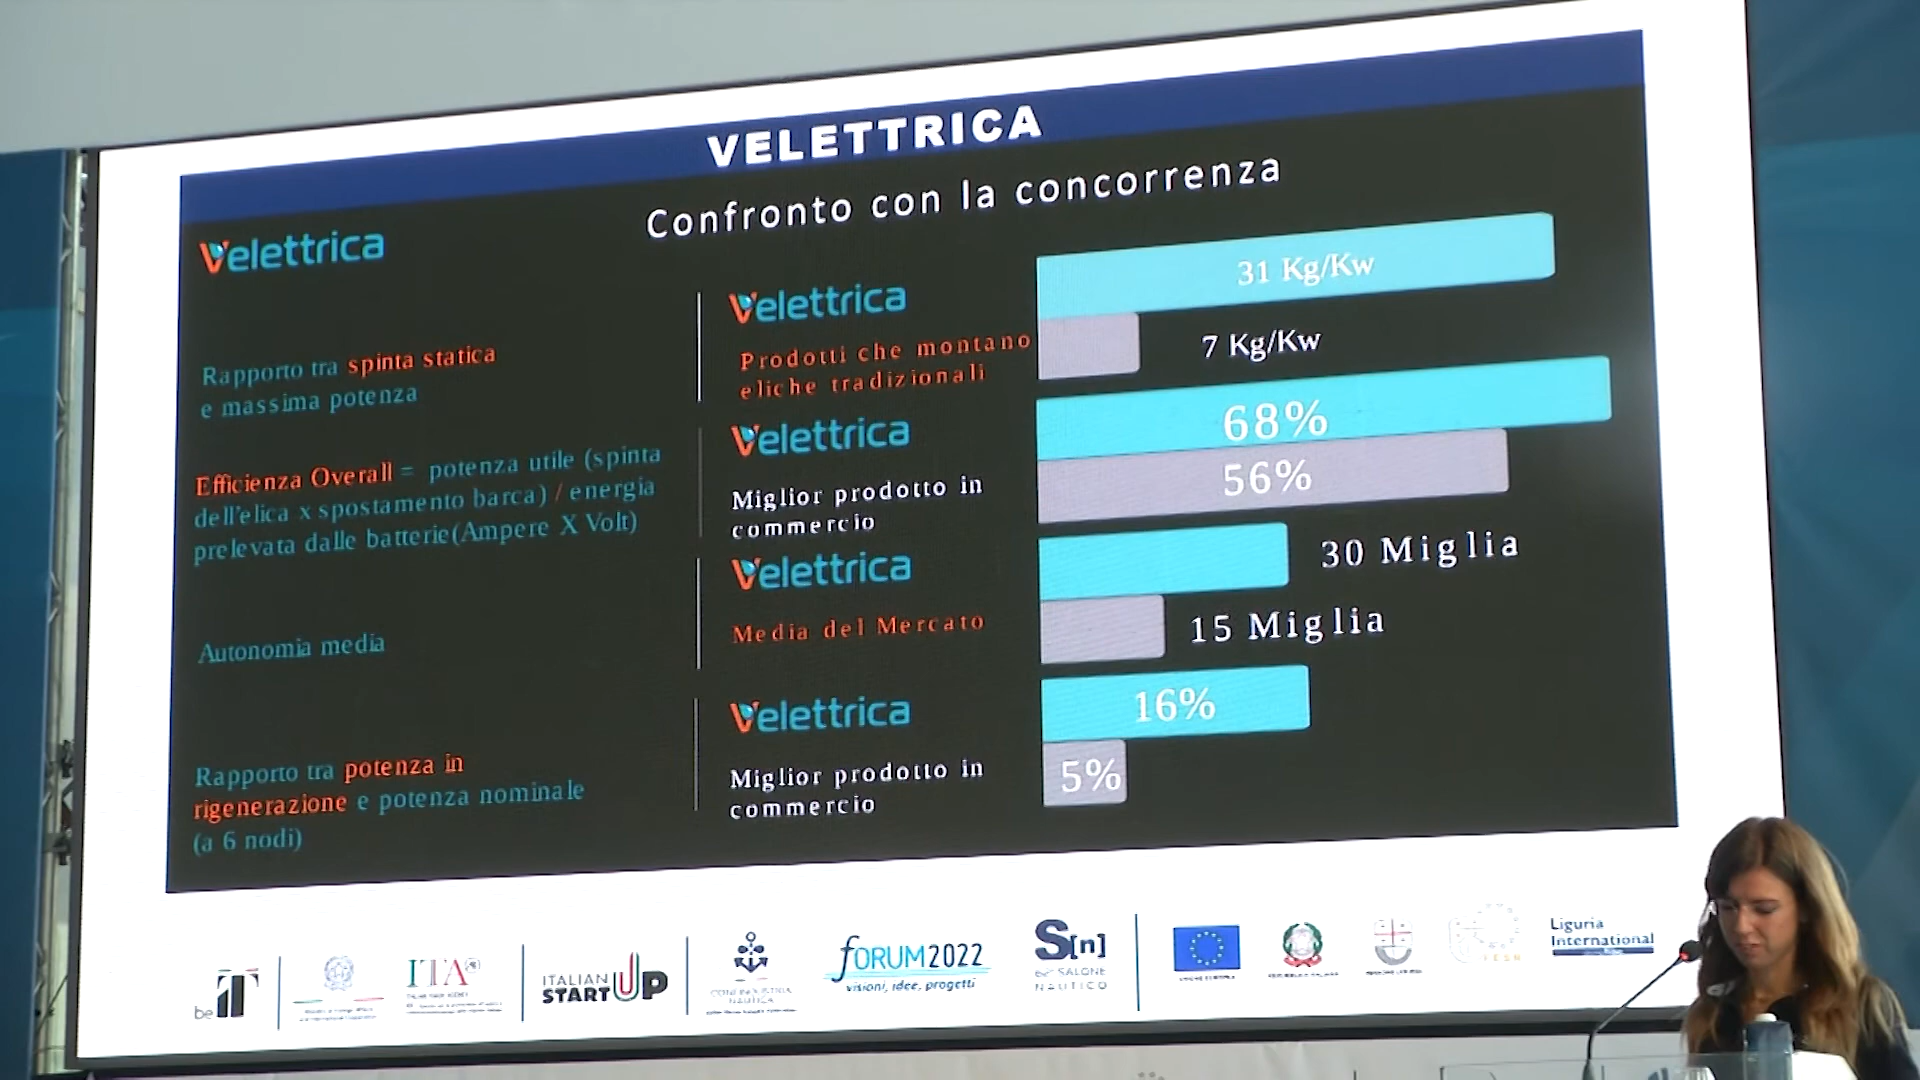 VELETTRICA
Confronto con la concorrenza
Velettrica
Rapporto tra spinta statica
e massima potenza
Velettrica
Prodotti che montano
eliche tradizionali
31 Kg/Kw
7 Kg/Kw
Efficienza Overall = potenza utile (spinta
dell'elica x spostamento barca) / energia
prelevata dalle batterie(Ampere X Volt)
Velettrica
Miglior prodotto in
commercio
68%
56%
Autonomia media
Velettrica
Media del Mercato
30 Miglia
15 Miglia
Rapporto tra potenza in
rigenerazione e potenza nominale
(a 6 nodi)
Velettrica
Miglior prodotto in
commercio
16%
5%
be IT
ITA
ITALIAN
STARTUP
CONFINDUSTRIA
NAUTICA
FORUM2022
visioni, idee, progetti
S[n]
SALONE
NAUTICO
Liguria
International